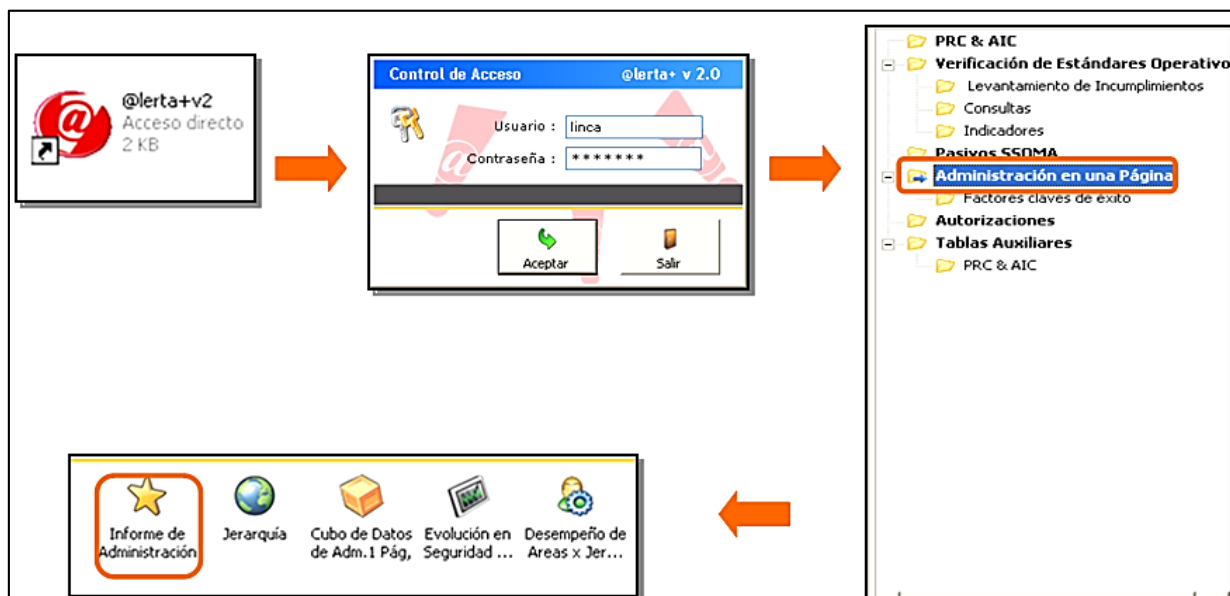 @lerta+v2
Acceso directo
2 KB
Control de Acceso @lerta+ v 2.0
Usuario : linca
Contraseña : *******
Aceptar
Salir
PRC & AIC
Verificación de Estándares Operativo
Levantamiento de Incumplimientos
Consultas
Indicadores
Pasivos SSOMA
Administración en una Página
Factores claves de éxito
Autorizaciones
Tablas Auxiliares
PRC & AIC
Informe de
Administración
Jerarquía
Cubo de Datos
de Adm.1 Pág,
Evolución en
Seguridad ...
Desempeño de
Areas x Jer...